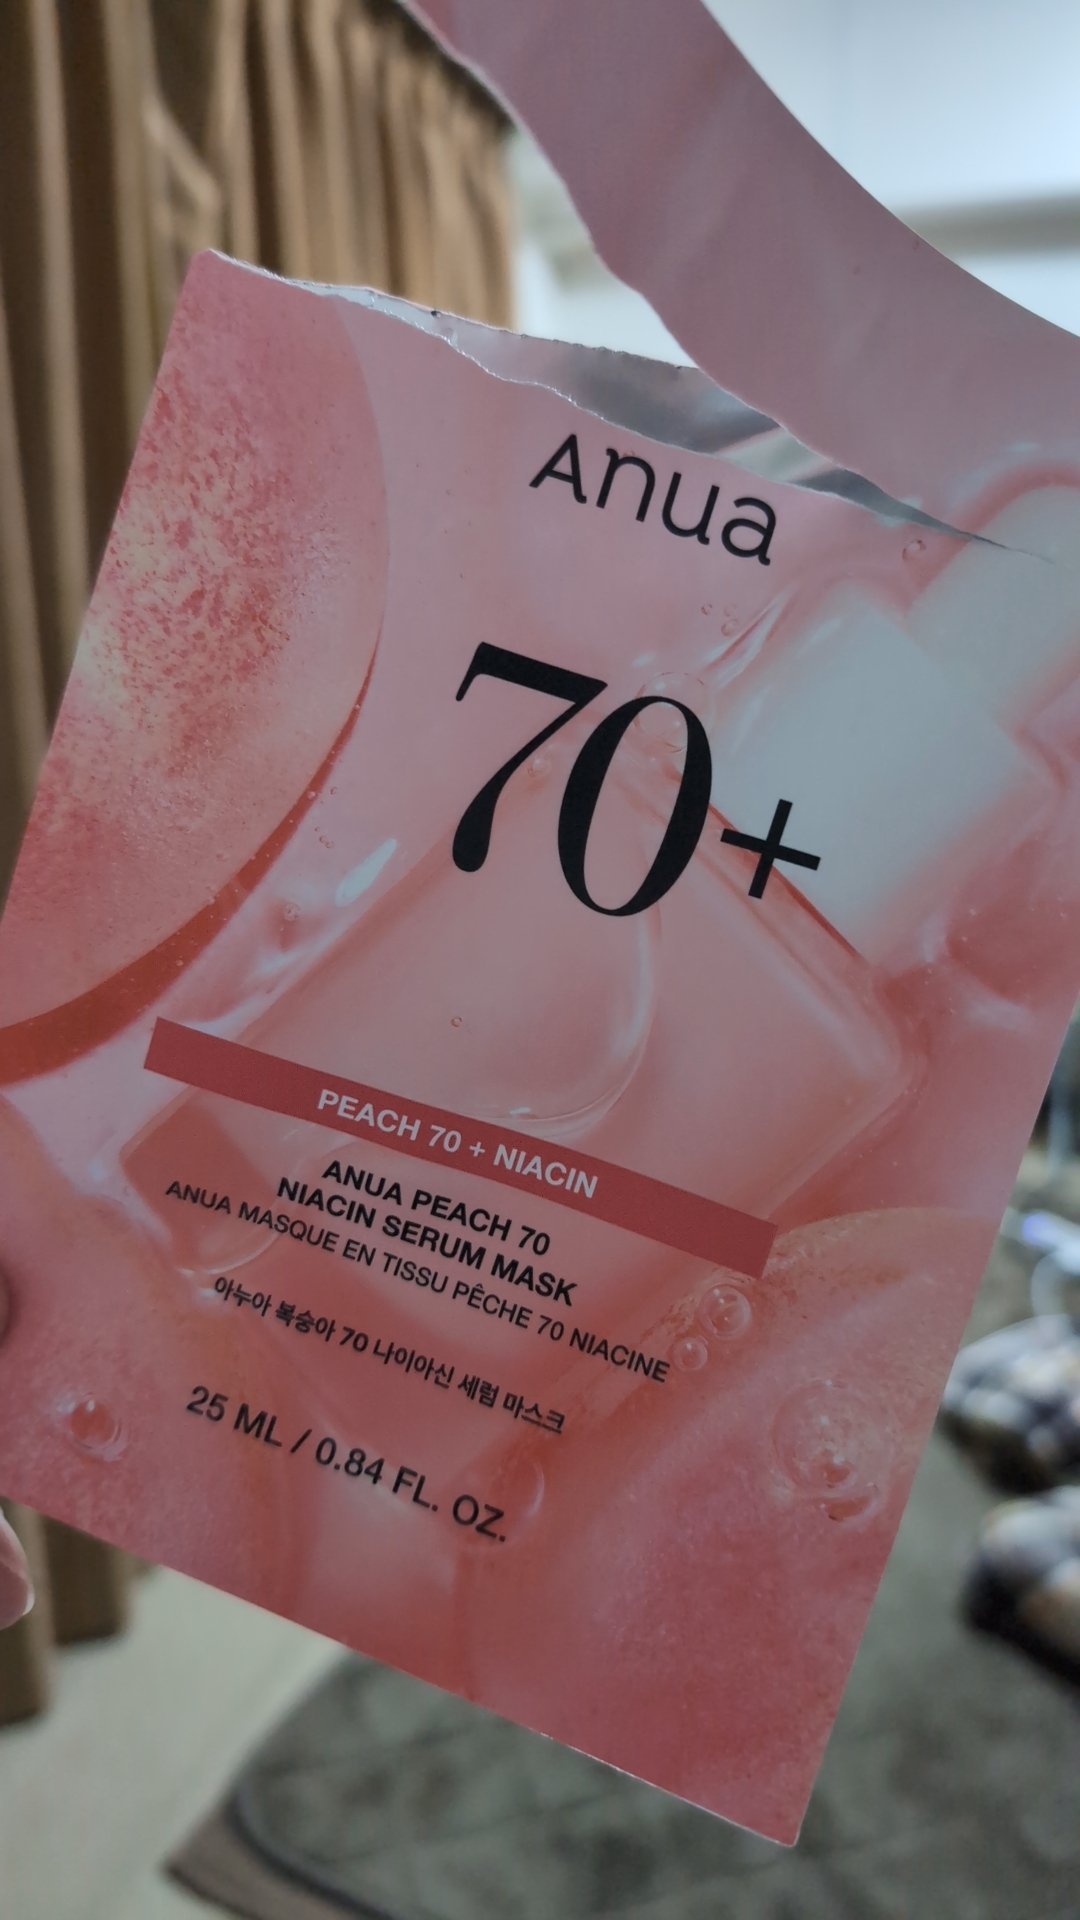 Anua
70+
PEACH 70 + NIACIN
ANUA PEACH 70
NIACIN SERUM MASK
ANUA MASQUE EN TISSU PÊCHE 70 NIACINE
아누아 복숭아 70 나이아신 세럼 마스크
25 ML / 0.84 FL. OZ.